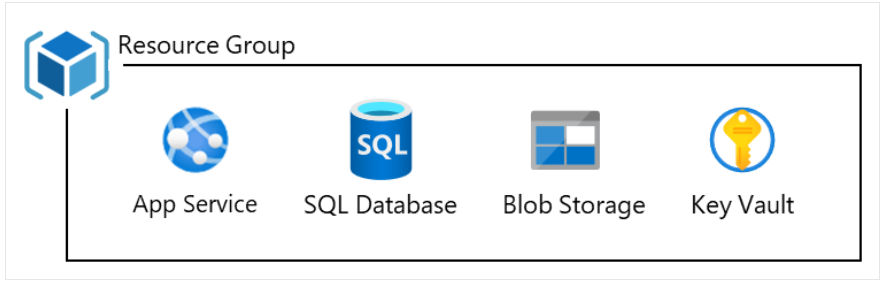 Resource Group
SQL
App Service
SQL Database
Blob Storage
Key Vault